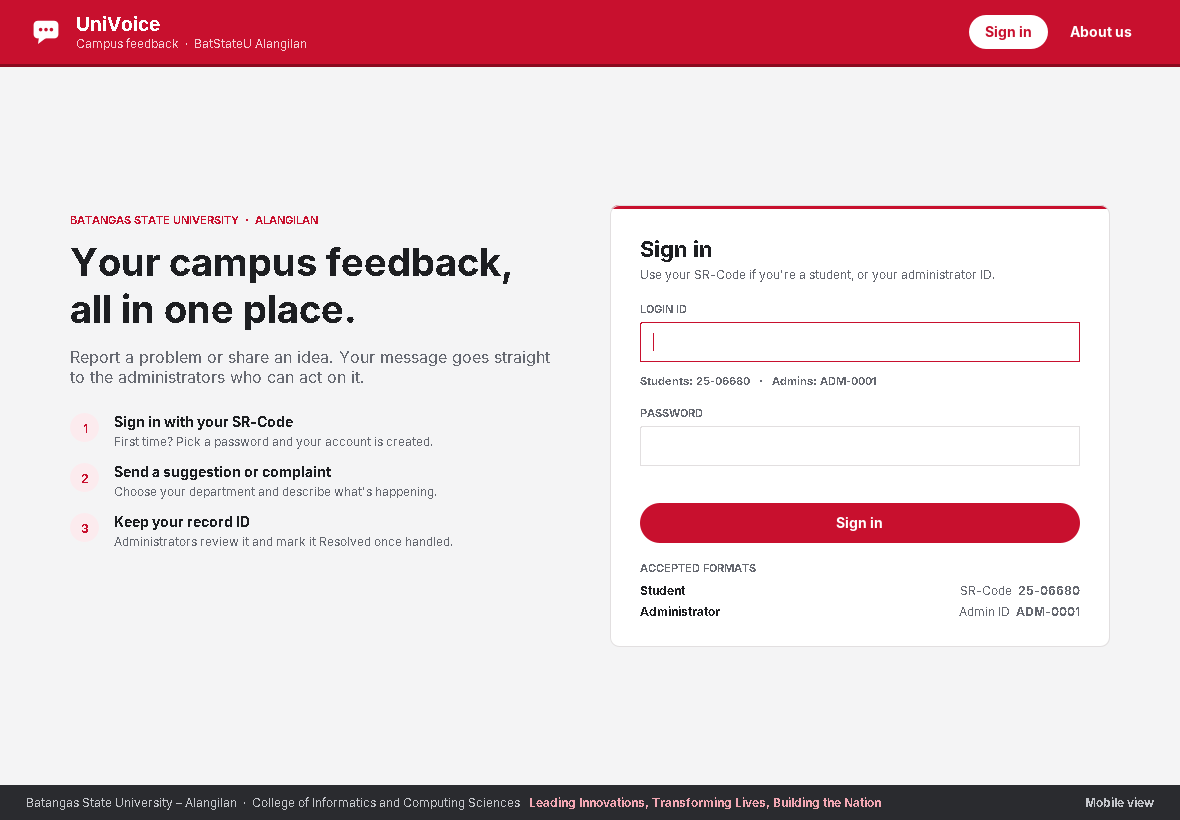 UniVoice
Campus feedback · BatStateU Alangilan
Sign in
About us
BATANGAS STATE UNIVERSITY · ALANGILAN
Your campus feedback,
all in one place.
Report a problem or share an idea. Your message goes straight
to the administrators who can act on it.
1
Sign in with your SR-Code
First time? Pick a password and your account is created.
2
Send a suggestion or complaint
Choose your department and describe what's happening.
3
Keep your record ID
Administrators review it and mark it Resolved once handled.
Sign in
Use your SR-Code if you're a student, or your administrator ID.
LOGIN ID
Students: 25-06680 · Admins: ADM-0001
PASSWORD
Sign in
ACCEPTED FORMATS
Student SR-Code 25-06680
Administrator Admin ID ADM-0001
Batangas State University – Alangilan · College of Informatics and Computing Sciences Leading Innovations, Transforming Lives, Building the Nation Mobile view